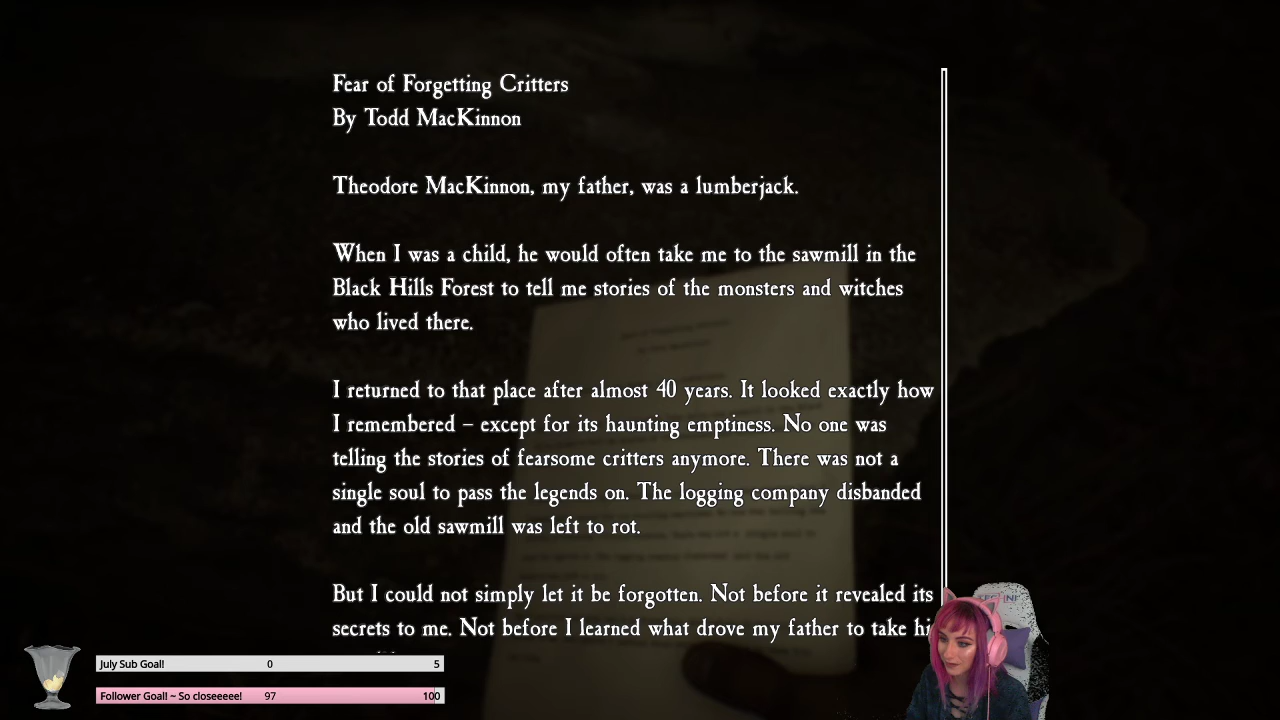 Fear of Forgetting Critters
By Todd MacKinnon
Theodore MacKinnon, my father, was a lumberjack.
When I was a child, he would often take me to the sawmill in the
Black Hills Forest to tell me stories of the monsters and witches
who lived there.
I returned to that place after almost 40 years. It looked exactly how
I remembered – except for its haunting emptiness. No one was
telling the stories of fearsome critters anymore. There was not a
single soul to pass the legends on. The logging company disbanded
and the old sawmill was left to rot.
But I could not simply let it be forgotten. Not before it revealed its
secrets to me. Not before I learned what drove my father to take
July Sub Goal! 0 5
Follower Goal! ~ So closeeeee! 97 100